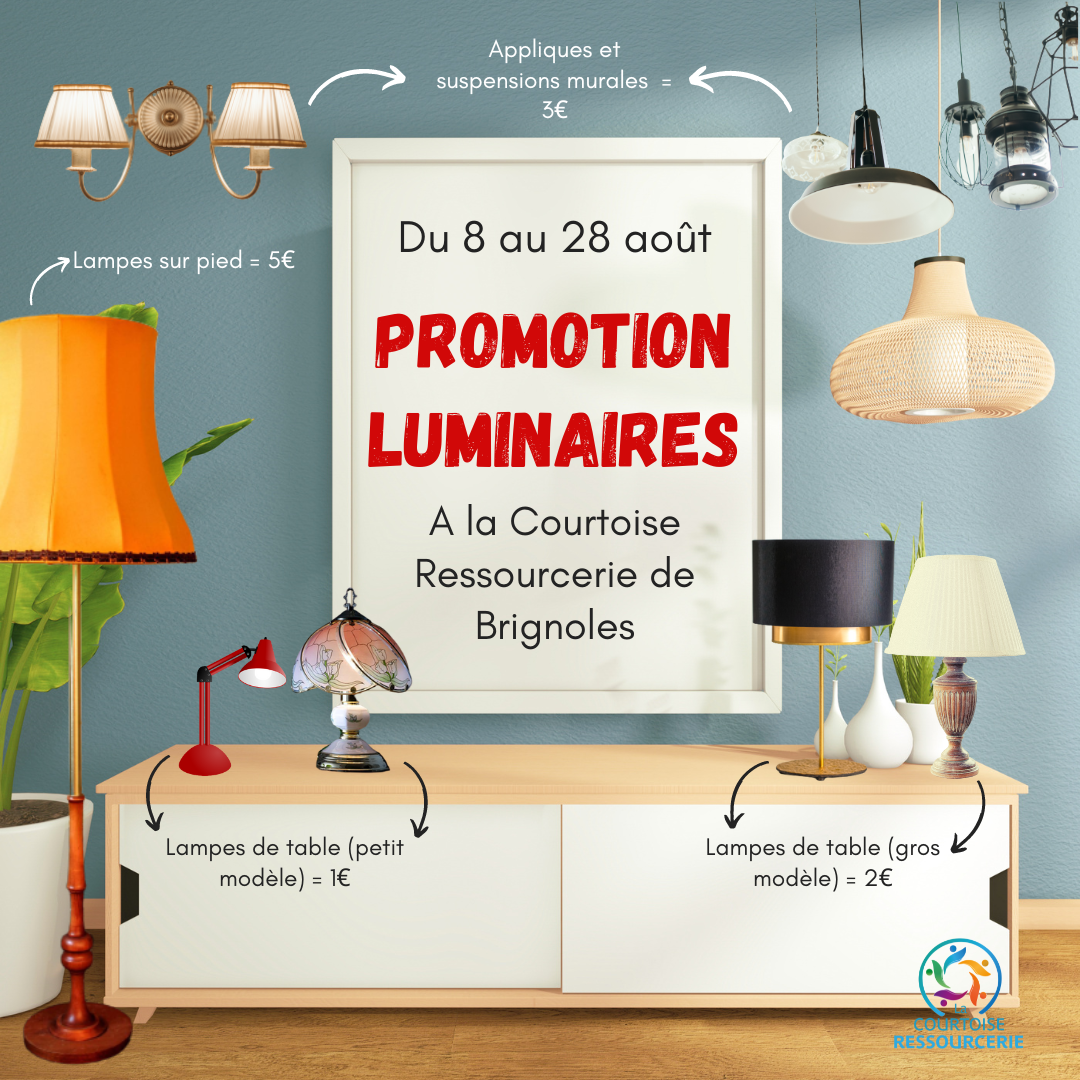 Appliques et
suspensions murales =
3€
Du 8 au 28 août
Lampes sur pied = 5€
PROMOTION
LUMINAIRES
A la Courtoise
Ressourcerie de
Brignoles
Lampes de table (petit
modèle) = 1€
Lampes de table (gros
modèle) = 2€
La
COURTOISE
RESSOURCERIE